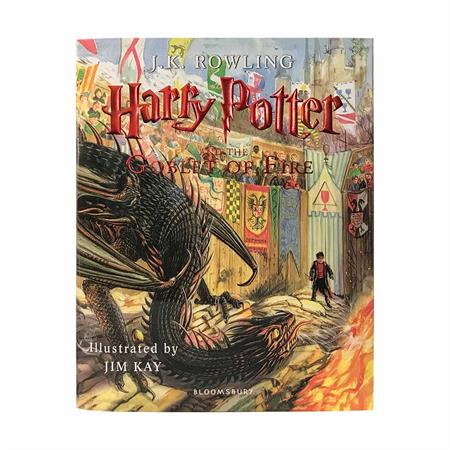 J.K. ROWLING
Harry Potter
AND THE
GOBLET OF FIRE
Illustrated by
JIM KAY
BLOOMSBURY